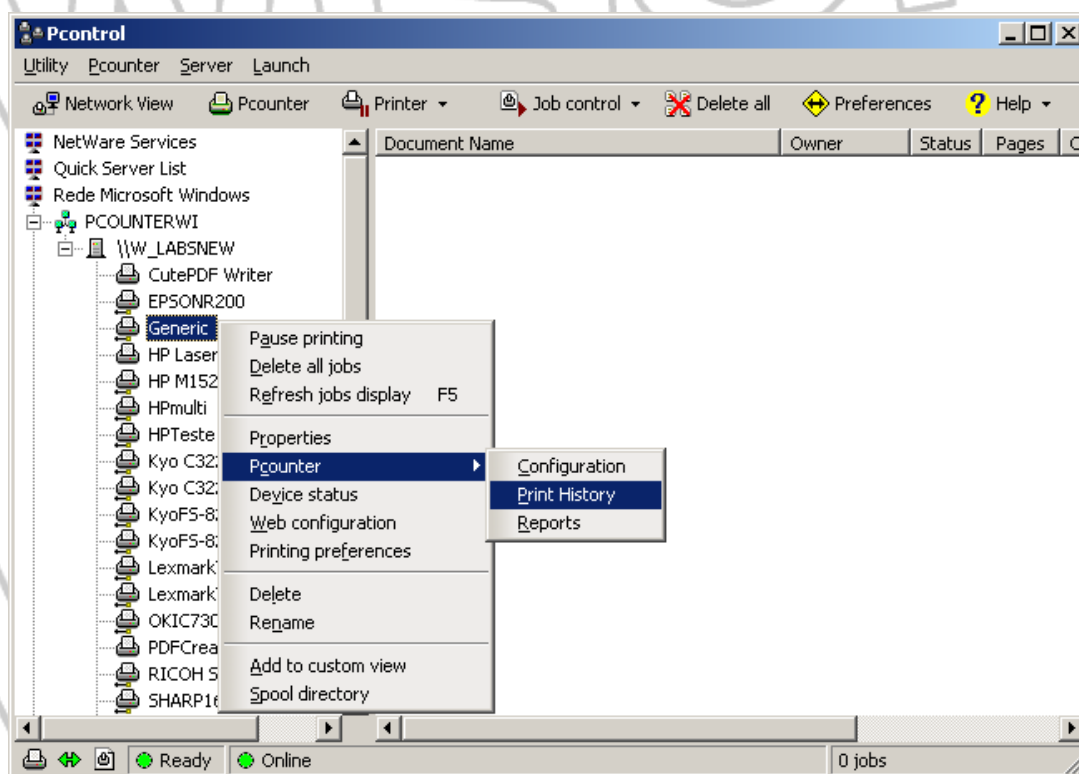 Pcontrol
Utility Pcounter Server Launch
Network View Pcounter Printer Job control Delete all Preferences ? Help
NetWare Services
Quick Server List
Rede Microsoft Windows
PCOUNTERWI
\\W_LABSNEW
CutePDF Writer
EPSONR200
Generic
HP Laser
HP M152
HPmulti
HPTeste
Kyo C322
Kyo C322
KyoFS-82
KyoFS-82
Lexmark
Lexmark
OKIC730
PDFCrea
RICOH S
SHARP16
Document Name Owner Status Pages
Pause printing
Delete all jobs
Refresh jobs display F5
Properties
Pcounter
Device status
Web configuration
Printing preferences
Delete
Rename
Add to custom view
Spool directory
Configuration
Print History
Reports
Ready Online 0 jobs